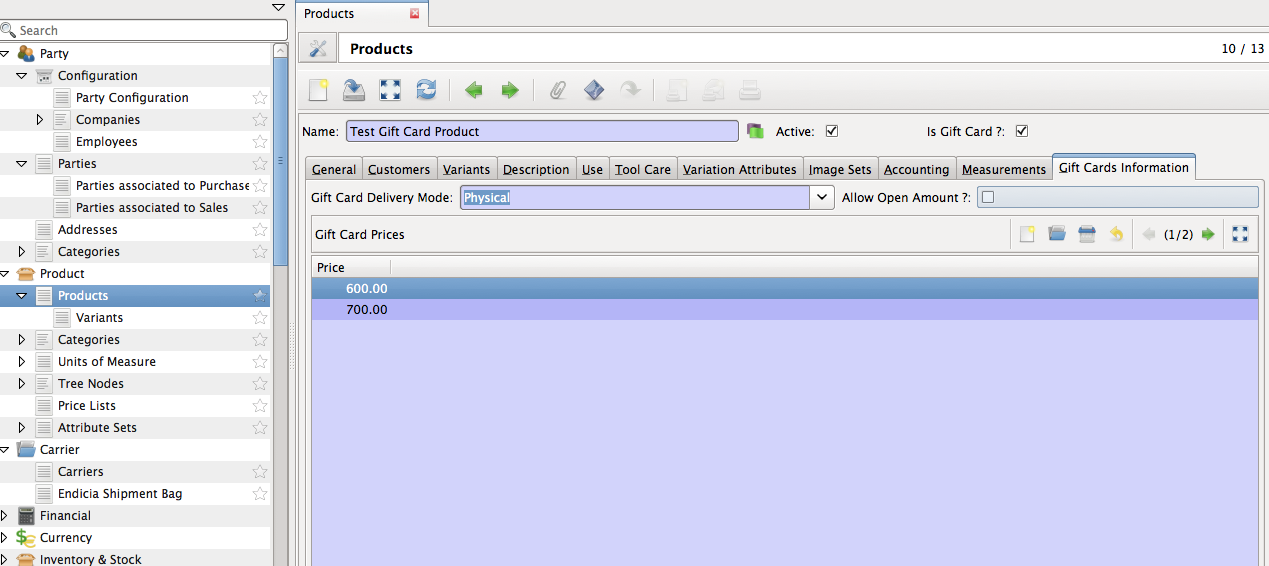 Products
Search
Products
10 / 13
Party
Configuration
Party Configuration
Companies
Employees
Parties
Parties associated to Purchase
Parties associated to Sales
Addresses
Categories
Product
Products
Variants
Categories
Units of Measure
Tree Nodes
Price Lists
Attribute Sets
Carrier
Carriers
Endicia Shipment Bag
Financial
Currency
Inventory & Stock
Name: Test Gift Card Product Active: Is Gift Card ?:
General Customers Variants Description Use Tool Care Variation Attributes Image Sets Accounting Measurements Gift Cards Information
Gift Card Delivery Mode: Physical Allow Open Amount ?:
Gift Card Prices (1/2)
Price
600.00
700.00